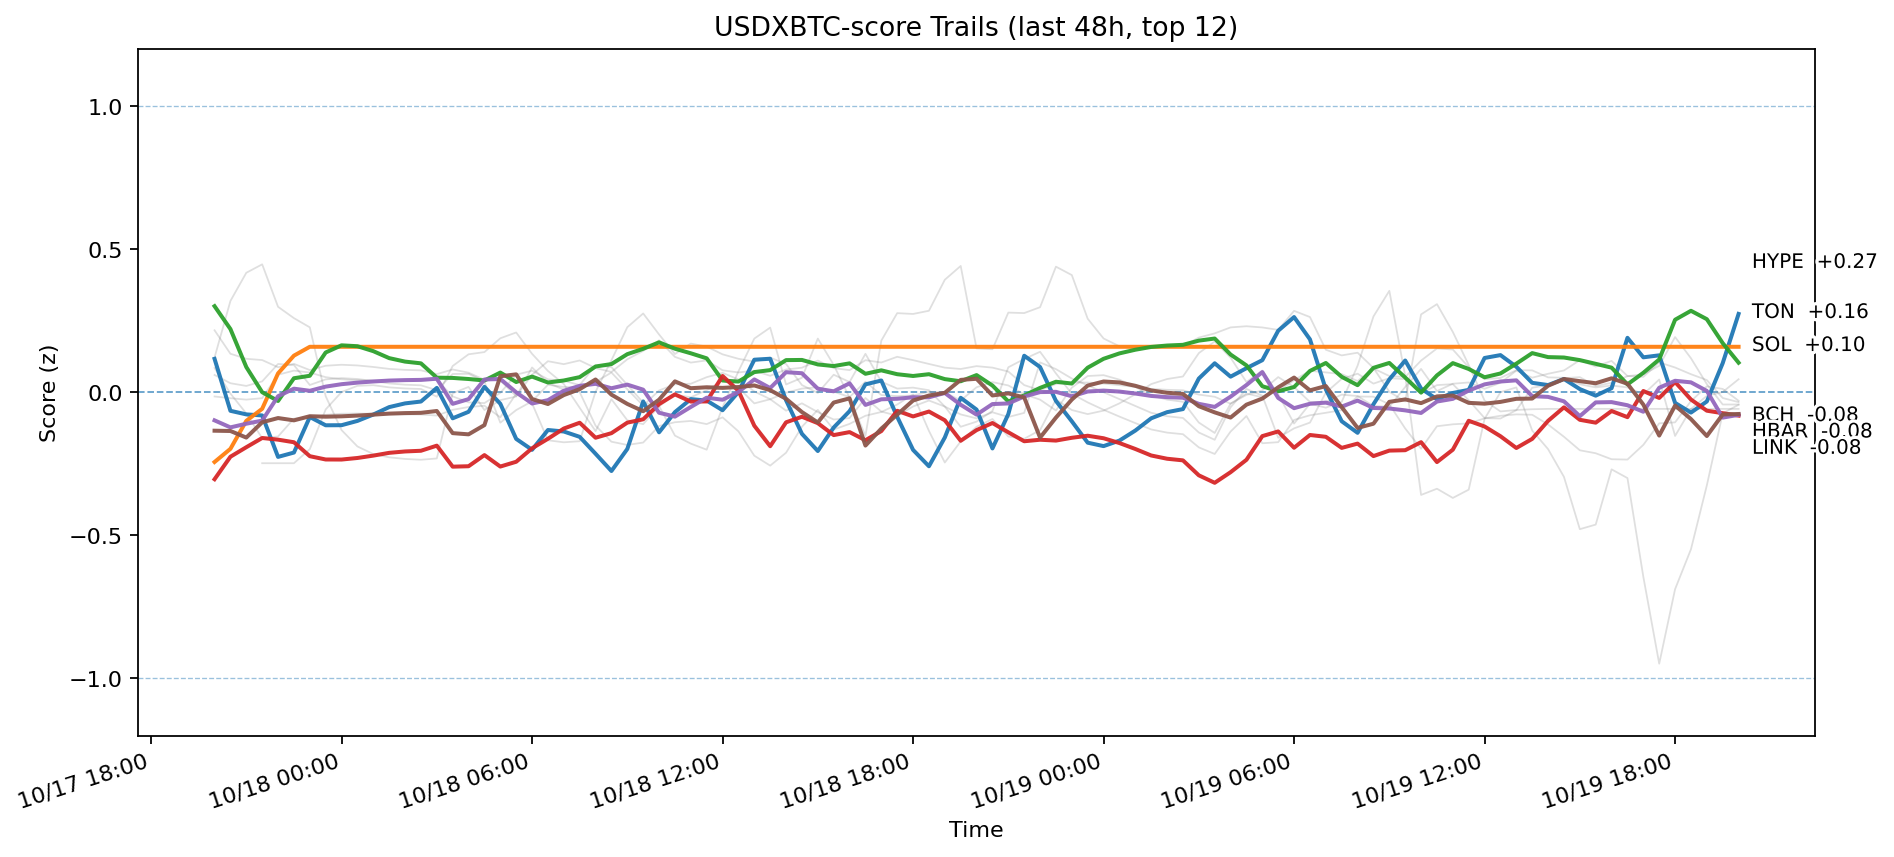 USDXBTC-score Trails (last 48h, top 12)
Score (z)
1.0
0.5
0.0
−0.5
−1.0
HYPE +0.27
TON +0.16
SOL +0.10
BCH -0.08
HBAR -0.08
LINK -0.08
10/17 18:00
10/18 00:00
10/18 06:00
10/18 12:00
10/18 18:00
10/19 00:00
10/19 06:00
10/19 12:00
10/19 18:00
Time